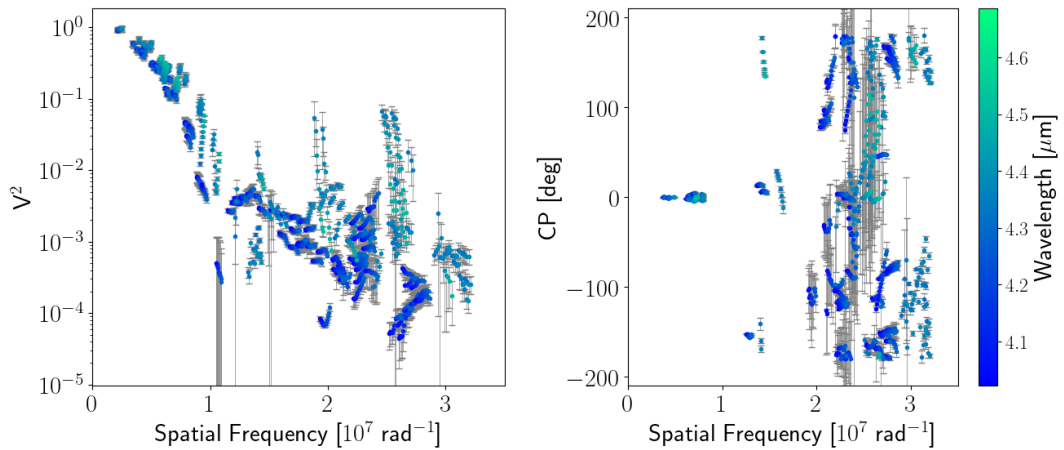 10⁰
10⁻¹
10⁻²
10⁻³
10⁻⁴
10⁻⁵
V²
0 1 2 3
Spatial Frequency [10⁷ rad⁻¹]
200
100
0
−100
−200
CP [deg]
0 1 2 3
Spatial Frequency [10⁷ rad⁻¹]
4.6
4.5
4.4
4.3
4.2
4.1
Wavelength [μm]